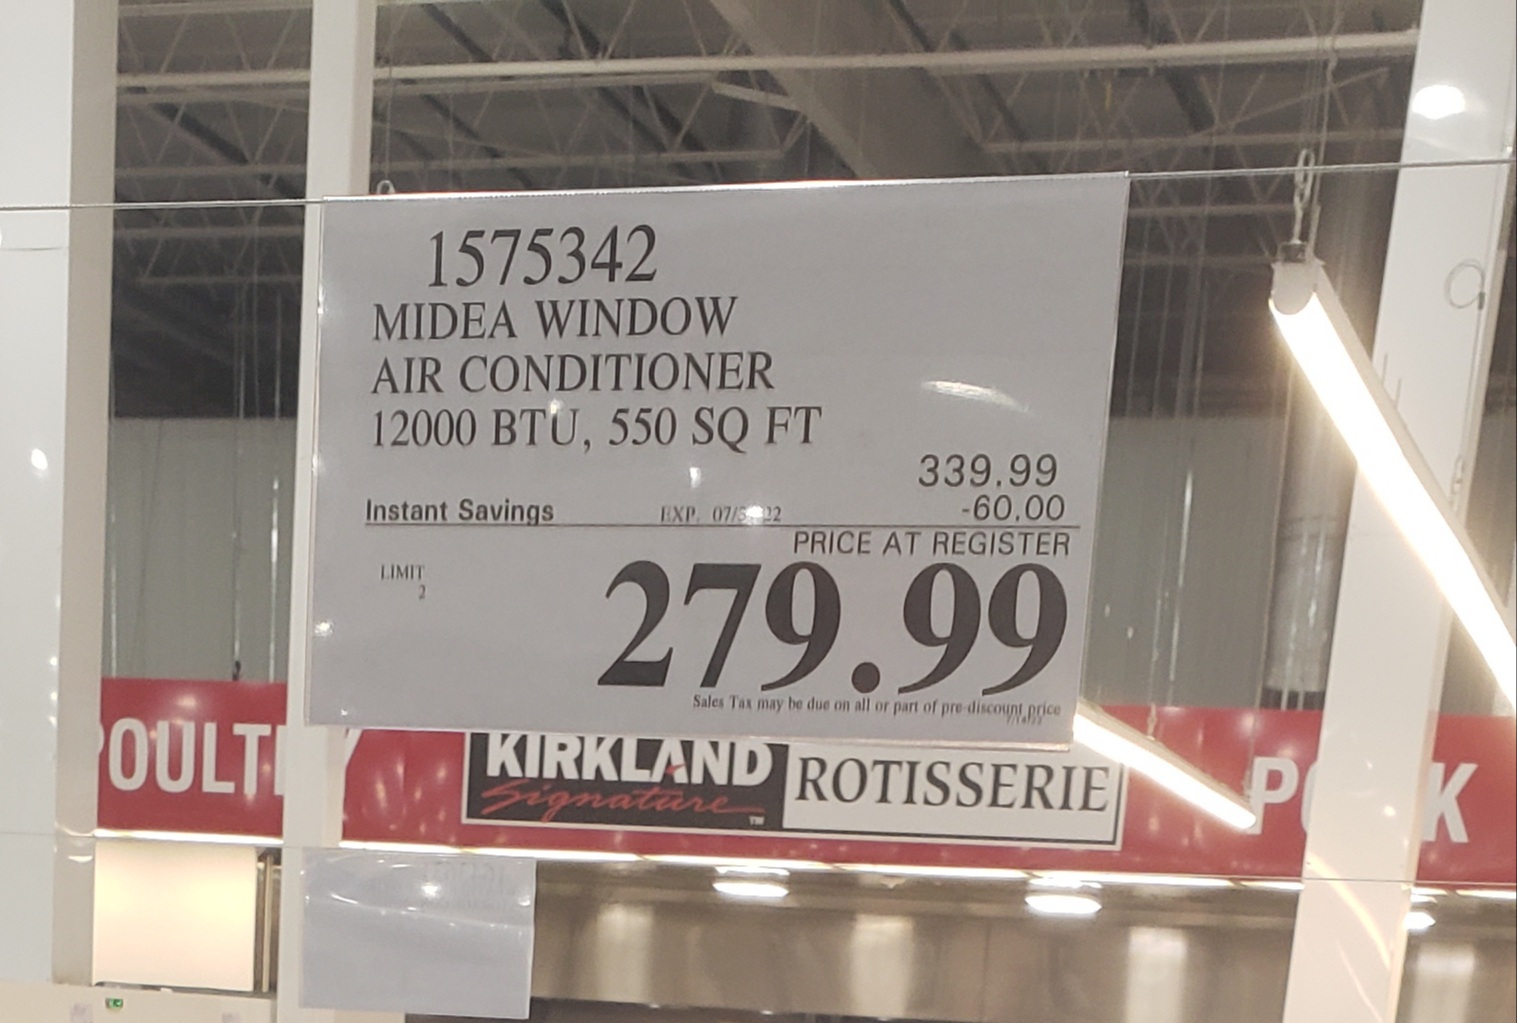 1575342
MIDEA WINDOW
AIR CONDITIONER
12000 BTU, 550 SQ FT
339.99
Instant Savings EXP. -60.00
PRICE AT REGISTER
LIMIT
2
279.99
Sales Tax may be due on all or part of pre-discount price
KIRKLAND
Signature™
ROTISSERIE